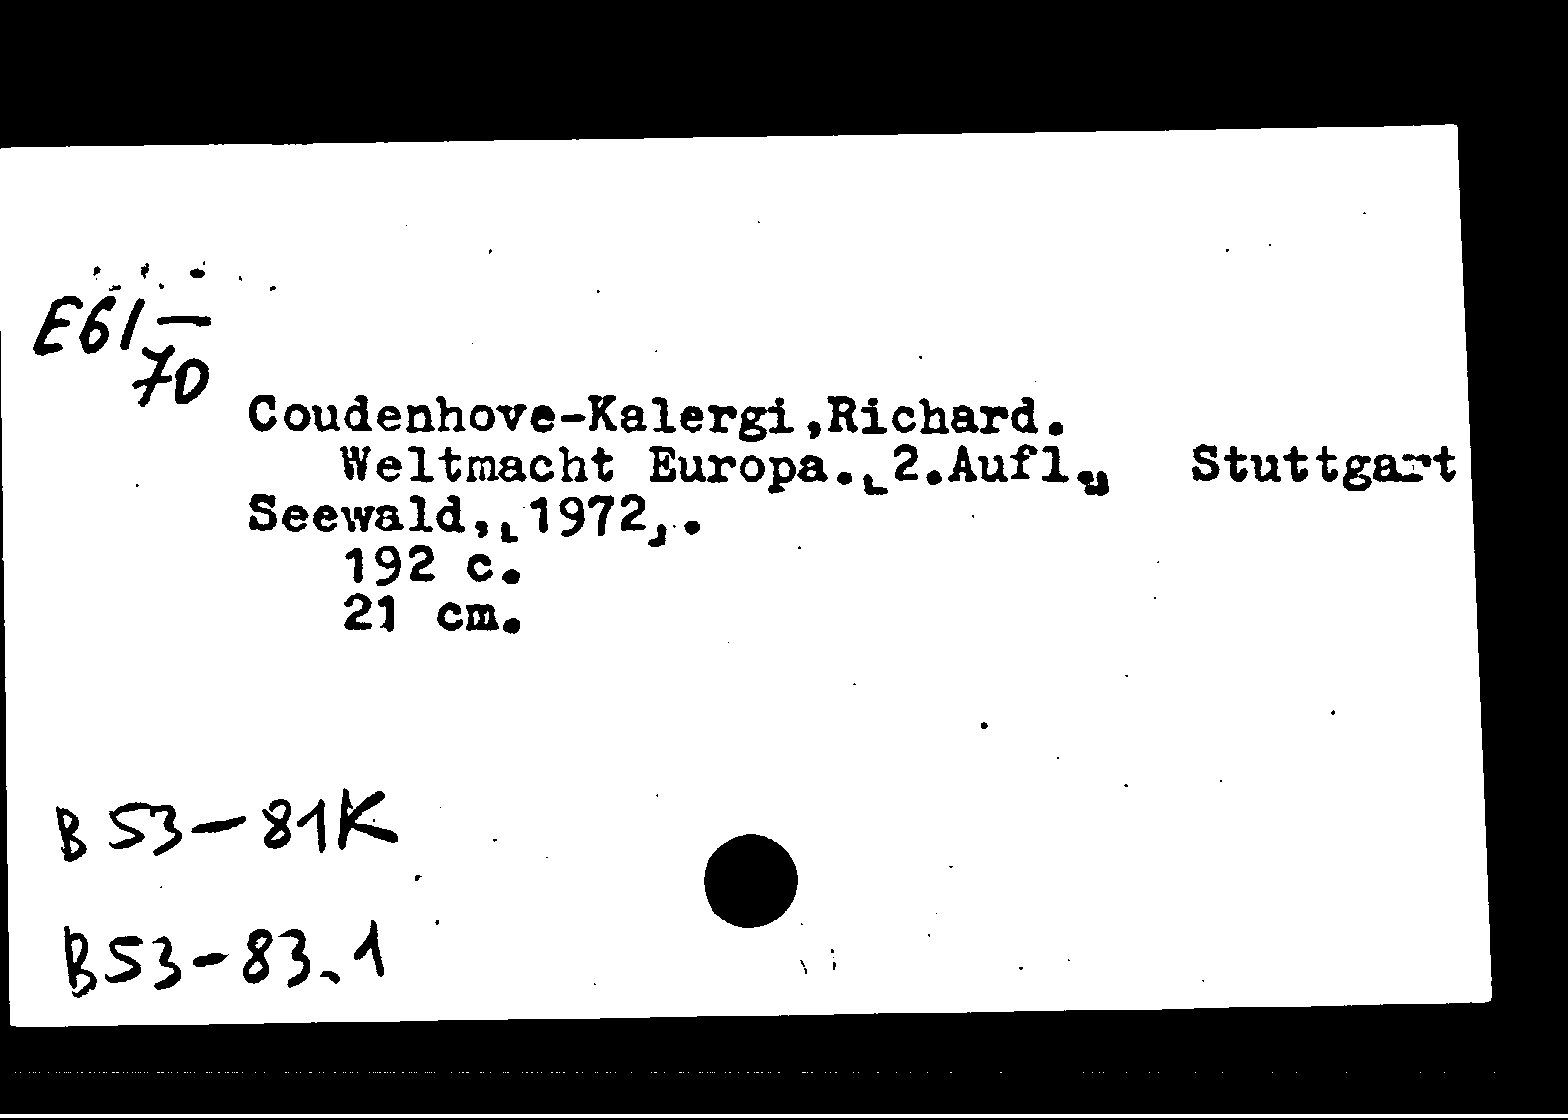 E61—
70
Coudenhove-Kalergi,Richard.
Weltmacht Europa.[2.Aufl.] Stuttgart
Seewald,[1972].
192 c.
21 cm.
B 53-81K
B53-83.1